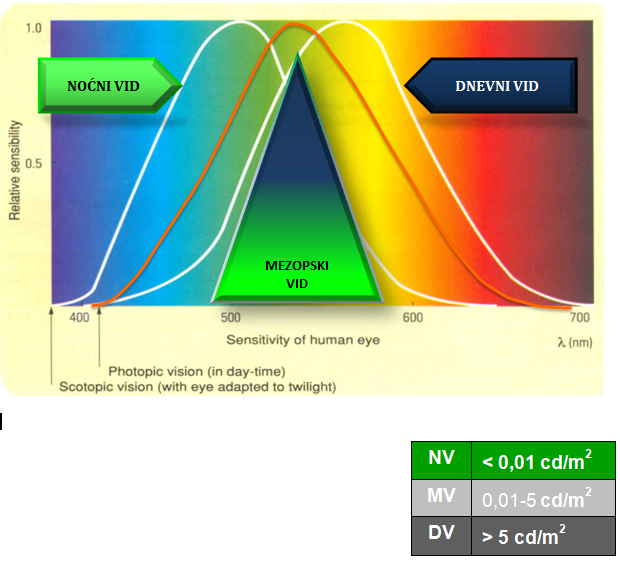 1.0
NOĆNI VID
DNEVNI VID
Relative sensibility
0.5
MEZOPSKI
VID
400
500
600
700
Sensitivity of human eye
λ (nm)
Photopic vision (in day-time)
Scotopic vision (with eye adapted to twilight)
NV < 0,01 cd/m²
MV 0,01-5 cd/m²
DV > 5 cd/m²